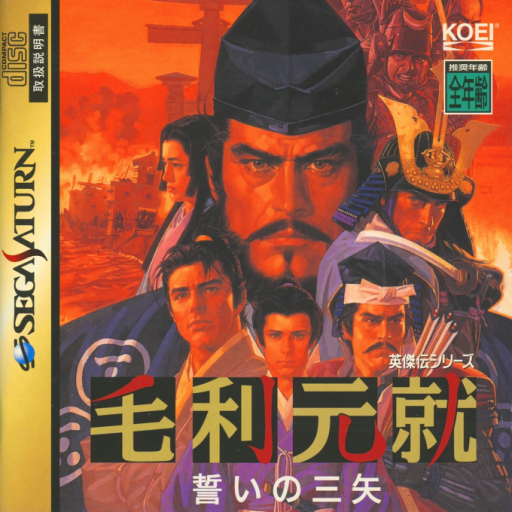 COMPACT
disc
取扱説明書
SEGA SATURN™
KOEI®
推奨年齢
全年齢
英傑伝シリーズ
毛利元就
誓いの三矢